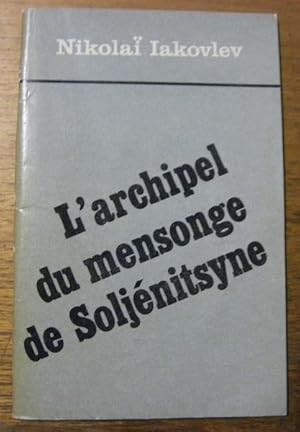 Nikolaï Iakovlev
L'archipel
du mensonge
de Soljénitsyne